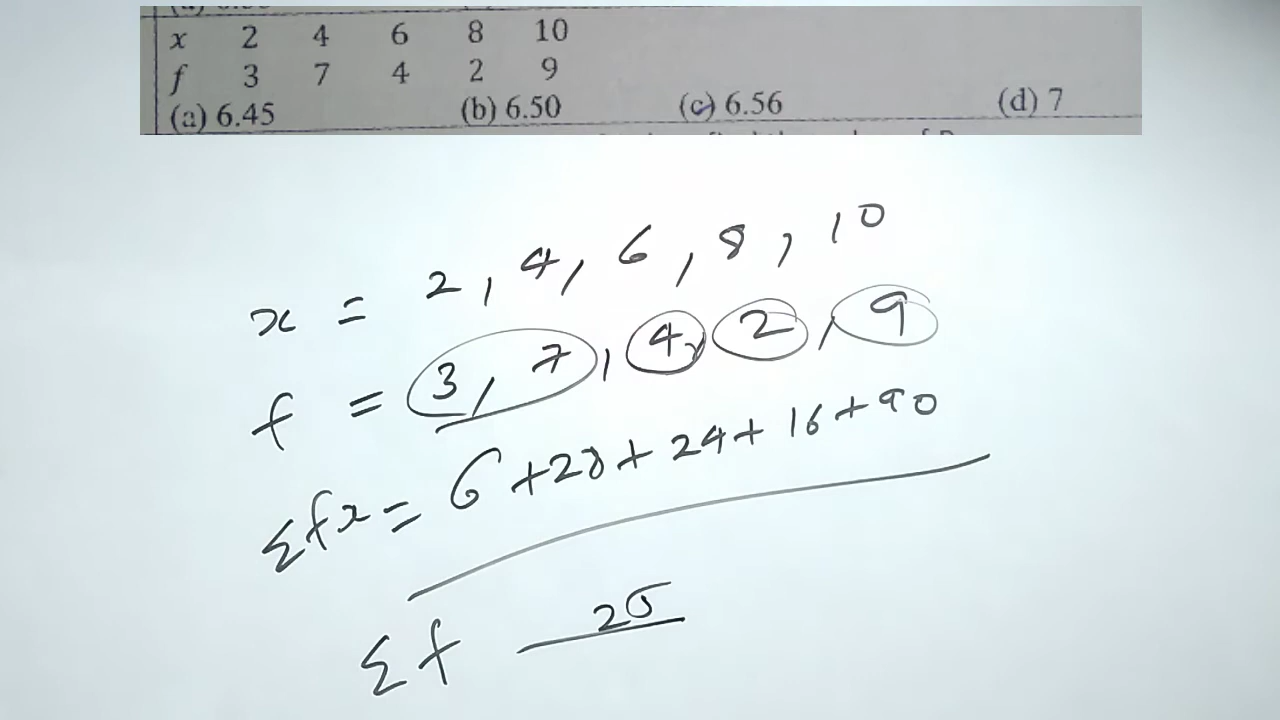 x 2 4 6 8 10
f 3 7 4 2 9
(a) 6.45 (b) 6.50 (c) 6.56 (d) 7
x = 2, 4, 6, 8, 10
f = 3, 7, 4, 2, 9
Σfx = 6+28+24+16+90
Σf 25